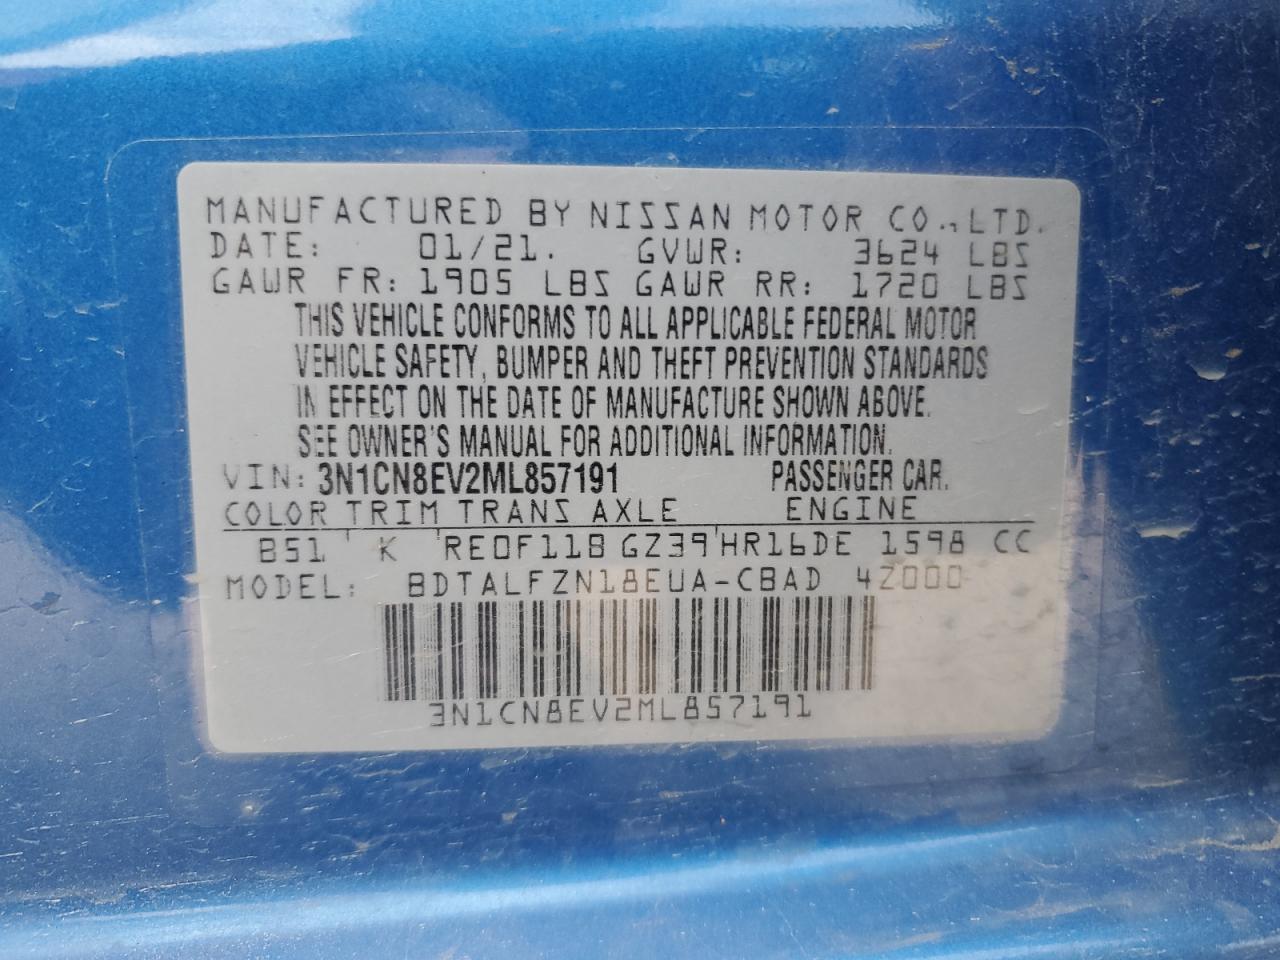 MANUFACTURED BY NISSAN MOTOR CO.,LTD.
DATE: 01/21. GVWR: 3624 LBS
GAWR FR: 1905 LBS GAWR RR: 1720 LBS
THIS VEHICLE CONFORMS TO ALL APPLICABLE FEDERAL MOTOR
VEHICLE SAFETY, BUMPER AND THEFT PREVENTION STANDARDS
IN EFFECT ON THE DATE OF MANUFACTURE SHOWN ABOVE.
SEE OWNER'S MANUAL FOR ADDITIONAL INFORMATION.
VIN: 3N1CN8EV2ML857191 PASSENGER CAR.
COLOR TRIM TRANS AXLE ENGINE
B51 K RE0F11B GZ39 HR16DE 1598 CC
MODEL: BDTALFZN18EUA-CBAD 4Z000
3N1CN8EV2ML857191